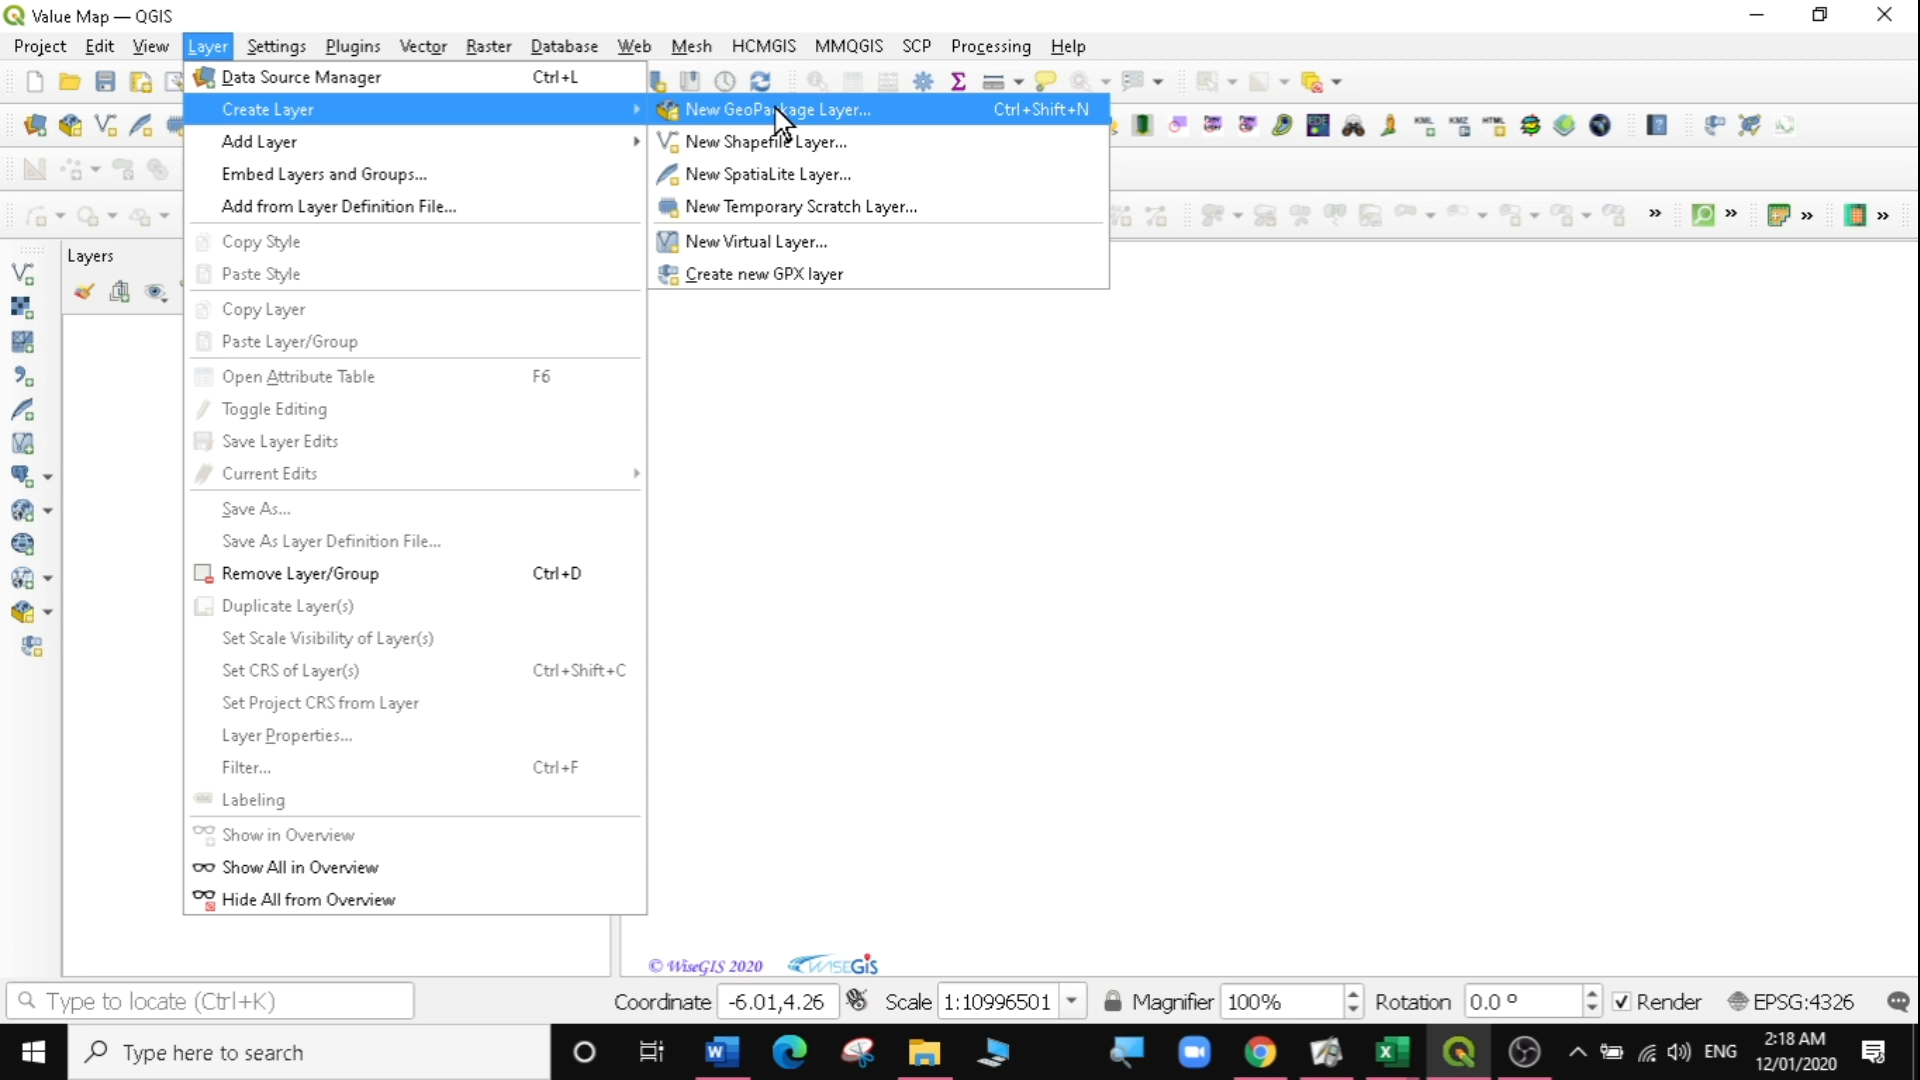 Value Map — QGIS
Project Edit View Layer Settings Plugins Vector Raster Database Web Mesh HCMGIS MMQGIS SCP Processing Help
Data Source Manager Ctrl+L
Create Layer
Add Layer
Embed Layers and Groups...
Add from Layer Definition File...
Copy Style
Paste Style
Copy Layer
Paste Layer/Group
Open Attribute Table F6
Toggle Editing
Save Layer Edits
Current Edits
Save As...
Save As Layer Definition File...
Remove Layer/Group Ctrl+D
Duplicate Layer(s)
Set Scale Visibility of Layer(s)
Set CRS of Layer(s) Ctrl+Shift+C
Set Project CRS from Layer
Layer Properties...
Filter... Ctrl+F
Labeling
Show in Overview
Show All in Overview
Hide All from Overview
New GeoPackage Layer... Ctrl+Shift+N
New Shapefile Layer...
New SpatiaLite Layer...
New Temporary Scratch Layer...
New Virtual Layer...
Create new GPX layer
KML KMZ HTML
Layers
© WiseGIS 2020 WISEGIS
Type to locate (Ctrl+K) Coordinate -6.01,4.26 Scale 1:10996501 Magnifier 100% Rotation 0.0 ° Render EPSG:4326
Type here to search ENG 2:18 AM
12/01/2020